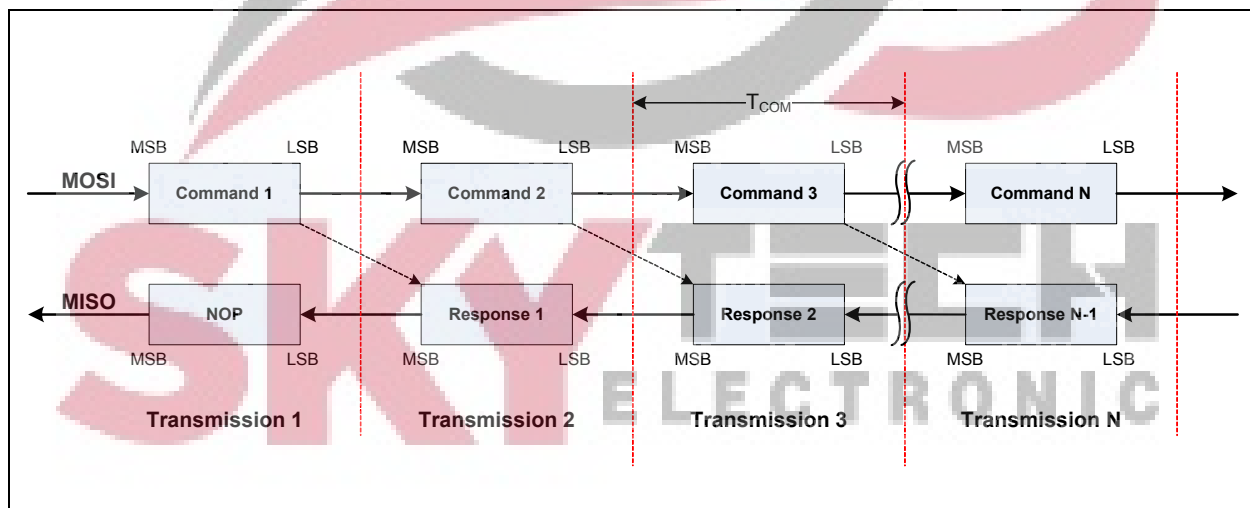 T_COM
MSB LSB MSB LSB MSB LSB MSB LSB
MOSI Command 1 Command 2 Command 3 Command N
MISO NOP Response 1 Response 2 Response N-1
MSB LSB MSB LSB MSB LSB MSB LSB
Transmission 1 Transmission 2 Transmission 3 Transmission N
SKYTECH
ELECTRONIC